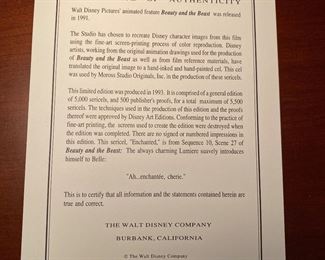 OF AUTHENTICITY
Walt Disney Pictures' animated feature Beauty and the Beast was released
in 1991.
The Studio has chosen to recreate Disney character images from this film
using the fine-art screen-printing process of color reproduction. Disney
artists, working from the original animation drawings used for the production
of Beauty and the Beast as well as from film reference materials, have
translated the original image to a hand-inked and hand-painted cel. This cel
was used by Moross Studio Originals, Inc. in the production of these sericels.
This limited edition was produced in 1993. It is comprised of a general edition
of 5,000 sericels, and 500 publisher's proofs, for a total maximum of 5,500
sericels. The techniques used in the production of this edition and the proofs
thereof were approved by Disney Art Editions. Conforming to the practice of
fine-art printing, the screens used to create the edition were destroyed when
the edition was completed. There are no signed or numbered impressions in
this edition. This sericel, "Enchanted," is from Sequence 10, Scene 27 of
Beauty and the Beast: The always charming Lumiere suavely introduces
himself to Belle:
"Ah...enchantée, cherie."
This is to certify that all information and the statements contained herein are
true and correct.
THE WALT DISNEY COMPANY
BURBANK, CALIFORNIA
© The Walt Disney Company